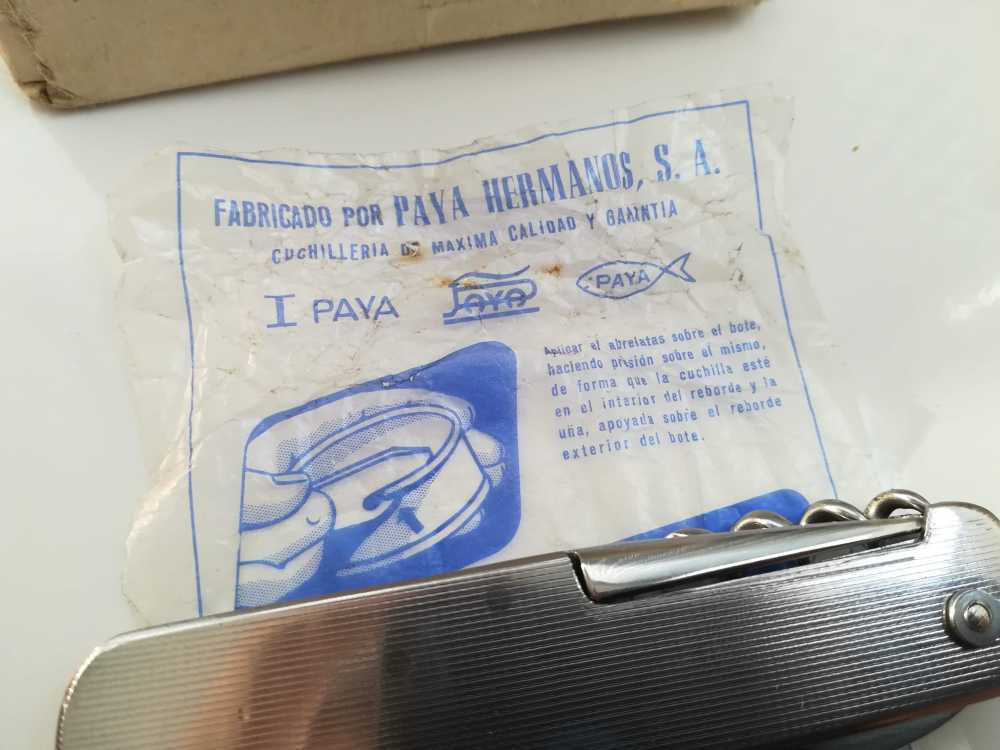 FABRICADO POR PAYA HERMANOS, S. A.
CUCHILLERIA DE MAXIMA CALIDAD Y GARANTIA
I PAYA PAYA PAYA
Aplicar el abrelatas sobre el bote,
haciendo presión sobre el mismo,
de forma que la cuchilla esté
en el interior del reborde y la
uña, apoyada sobre el reborde
exterior del bote.